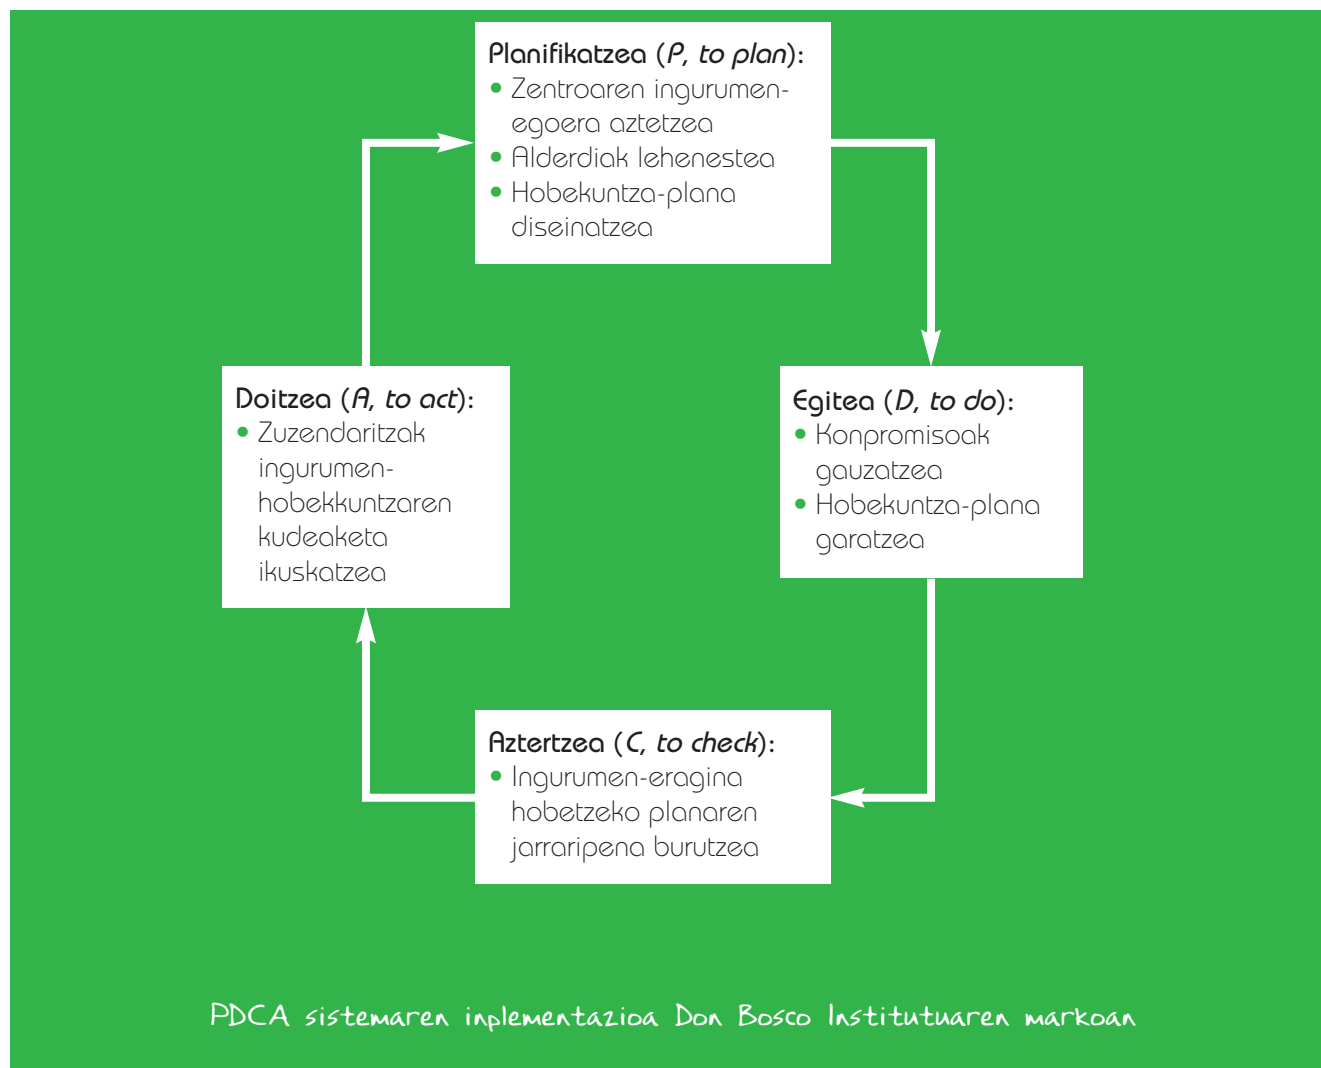 Planifikatzea (P, to plan):
• Zentroaren ingurumen-
egoera aztetzea
• Alderdiak lehenestea
• Hobekuntza-plana
diseinatzea
Egitea (D, to do):
• Konpromisoak
gauzatzea
• Hobekuntza-plana
garatzea
Aztertzea (C, to check):
• Ingurumen-eragina
hobetzeko planaren
jarraripena burutzea
Doitzea (A, to act):
• Zuzendaritzak
ingurumen-
hobekkuntzaren
kudeaketa
ikuskatzea
PDCA sistemaren inplementazioa Don Bosco Institutuaren markoan